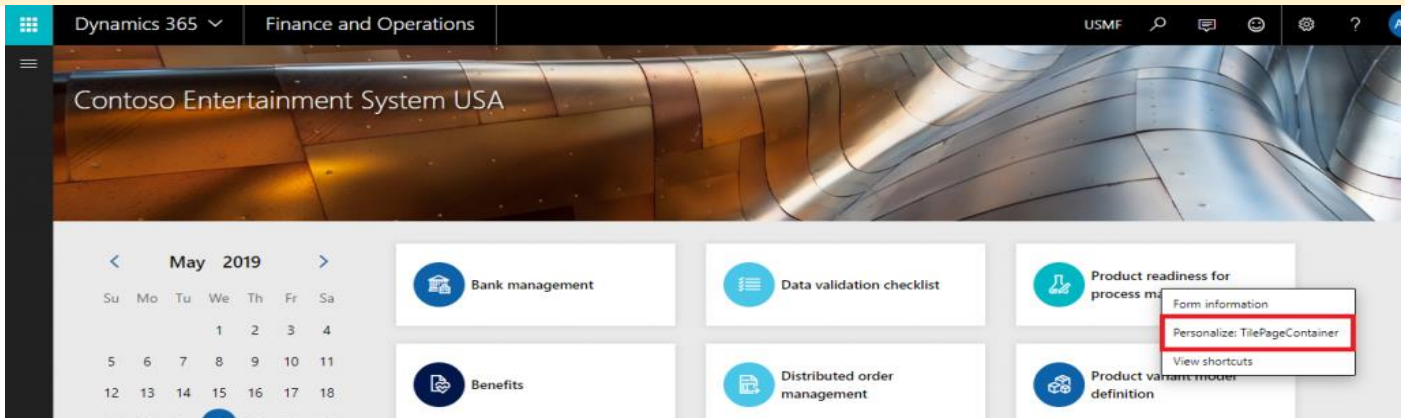 Dynamics 365
Finance and Operations
USMF
?
Contoso Entertainment System USA
May 2019
Su Mo Tu We Th Fr Sa
1 2 3 4
5 6 7 8 9 10 11
12 13 14 15 16 17 18
Bank management
Data validation checklist
Product readiness for
process
Form information
Personalize: TilePageContainer
View shortcuts
Benefits
Distributed order
management
Product variant model
definition